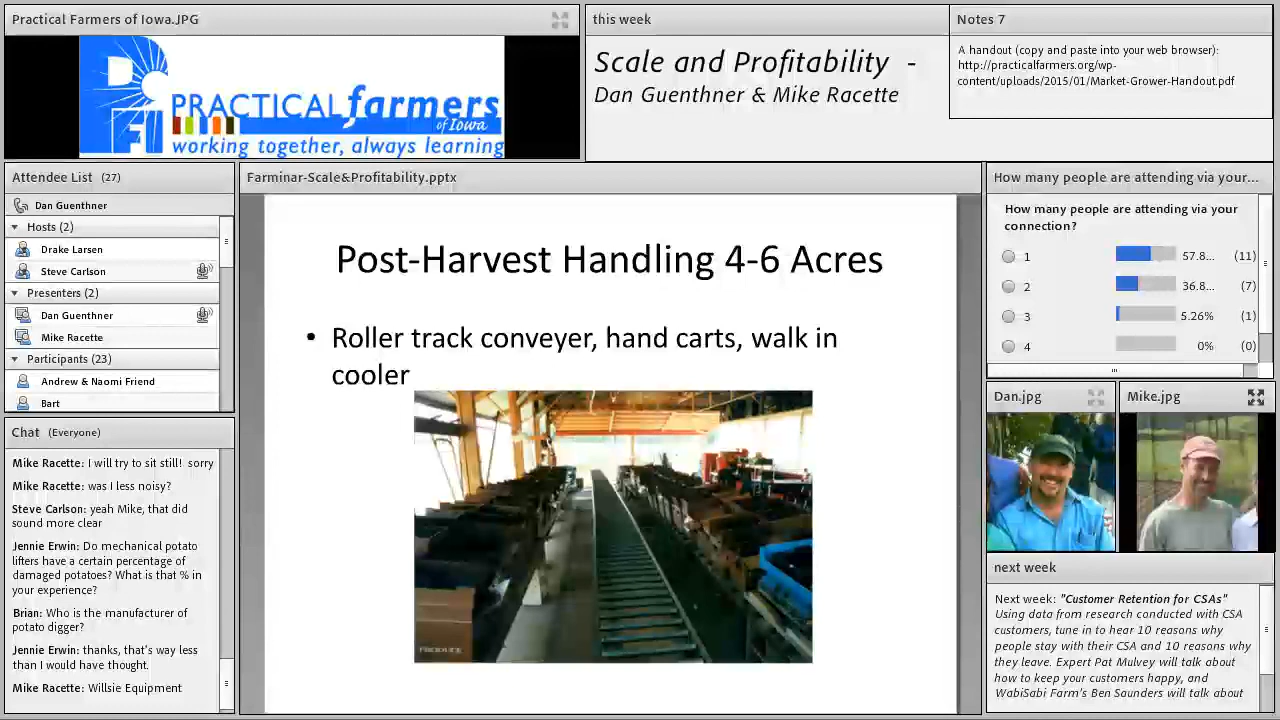 Practical Farmers of Iowa.JPG
PRACTICAL farmers
of Iowa
working together, always learning
this week
Scale and Profitability -
Dan Guenthner & Mike Racette
Notes 7
A handout (copy and paste into your web browser):
http://practicalfarmers.org/wp-
content/uploads/2015/01/Market-Grower-Handout.pdf
Attendee List (27)
Dan Guenthner
Hosts (2)
Drake Larsen
Steve Carlson
Presenters (2)
Dan Guenthner
Mike Racette
Participants (23)
Andrew & Naomi Friend
Bart
Chat (Everyone)
Mike Racette: I will try to sit still! sorry
Mike Racette: was I less noisy?
Steve Carlson: yeah Mike, that did
sound more clear
Jennie Erwin: Do mechanical potato
lifters have a certain percentage of
damaged potatoes? What is that % in
your experience?
Brian: Who is the manufacturer of
potato digger?
Jennie Erwin: thanks, that's way less
than I would have thought.
Mike Racette: Willsie Equipment
Farminar-Scale&Profitability.pptx
Post-Harvest Handling 4-6 Acres
• Roller track conveyer, hand carts, walk in
cooler
How many people are attending via your...
How many people are attending via your
connection?
1 57.8... (11)
2 36.8... (7)
3 5.26% (1)
4 0% (0)
Dan.jpg
Mike.jpg
next week
Next week: "Customer Retention for CSAs"
Using data from research conducted with CSA
customers, tune in to hear 10 reasons why
people stay with their CSA and 10 reasons why
they leave. Expert Pat Mulvey will talk about
how to keep your customers happy, and
WabiSabi Farm's Ben Saunders will talk about